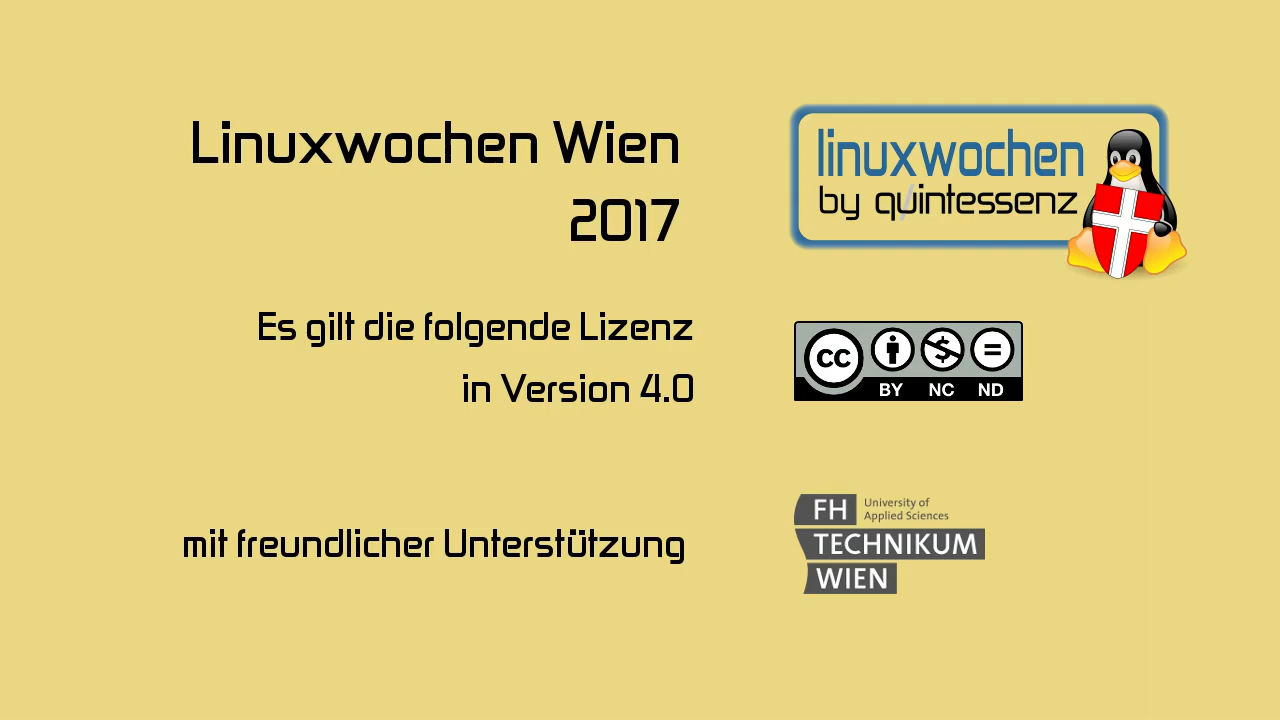 Linuxwochen Wien
2017
linuxwochen
by q/uintessenz
Es gilt die folgende Lizenz
in Version 4.0
cc
BY NC ND
mit freundlicher Unterstützung
FH University of
Applied Sciences
TECHNIKUM
WIEN